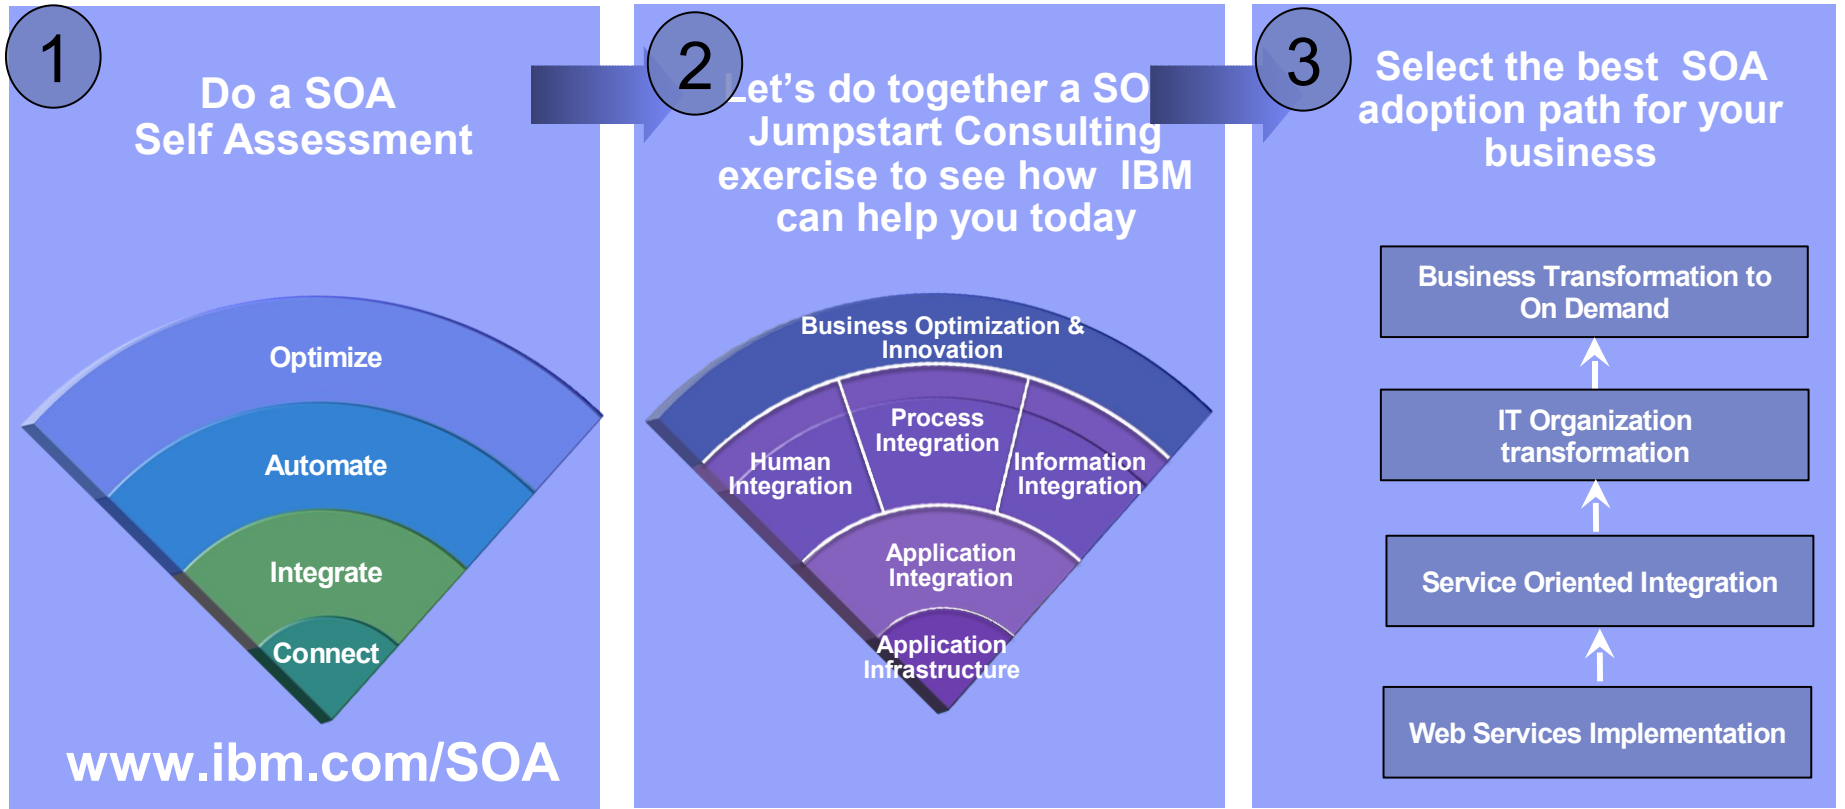 1
Do a SOA
Self Assessment
Optimize
Automate
Integrate
Connect
www.ibm.com/SOA
2
Let’s do together a SO
Jumpstart Consulting
exercise to see how IBM
can help you today
Business Optimization &
Innovation
Process
Integration
Human
Integration
Information
Integration
Application
Integration
Application
Infrastructure
3
Select the best SOA
adoption path for your
business
Business Transformation to
On Demand
IT Organization
transformation
Service Oriented Integration
Web Services Implementation